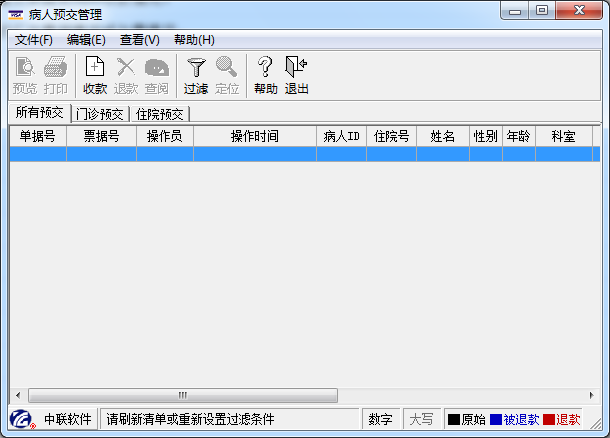 病人预交管理
文件(F) 编辑(E) 查看(V) 帮助(H)
预览 打印 收款 退款 查阅 过滤 定位 帮助 退出
所有预交 门诊预交 住院预交
单据号 票据号 操作员 操作时间 病人ID 住院号 姓名 性别 年龄 科室
中联软件 请刷新清单或重新设置过滤条件 数字 大写 原始 被退款 退款